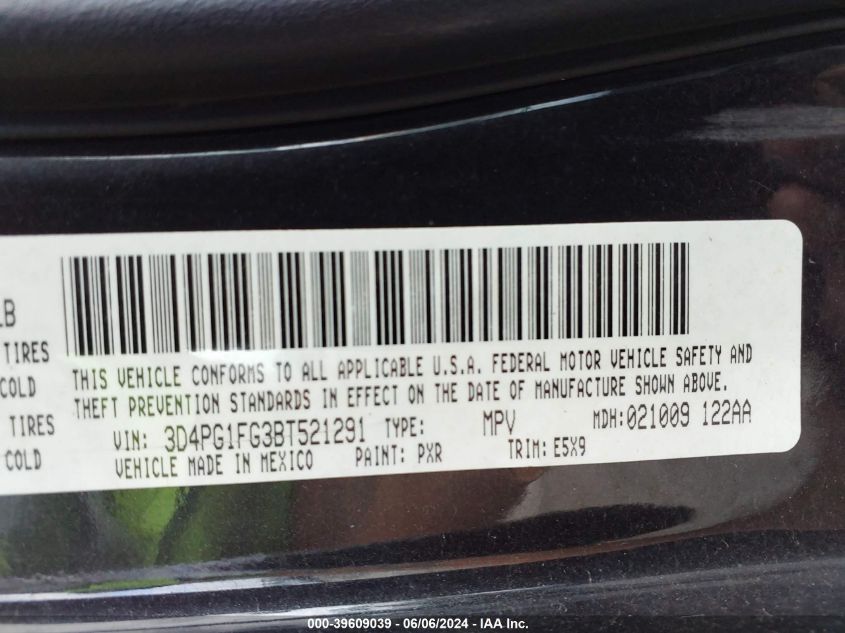 LB
TIRES
COLD
TIRES
COLD
THIS VEHICLE CONFORMS TO ALL APPLICABLE U.S.A. FEDERAL MOTOR VEHICLE SAFETY AND
THEFT PREVENTION STANDARDS IN EFFECT ON THE DATE OF MANUFACTURE SHOWN ABOVE.
VIN: 3D4PG1FG3BT521291 TYPE: MPV MDH:021009 122AA
VEHICLE MADE IN MEXICO PAINT: PXR TRIM: E5X9
000-39609039 - 06/06/2024 - IAA Inc.